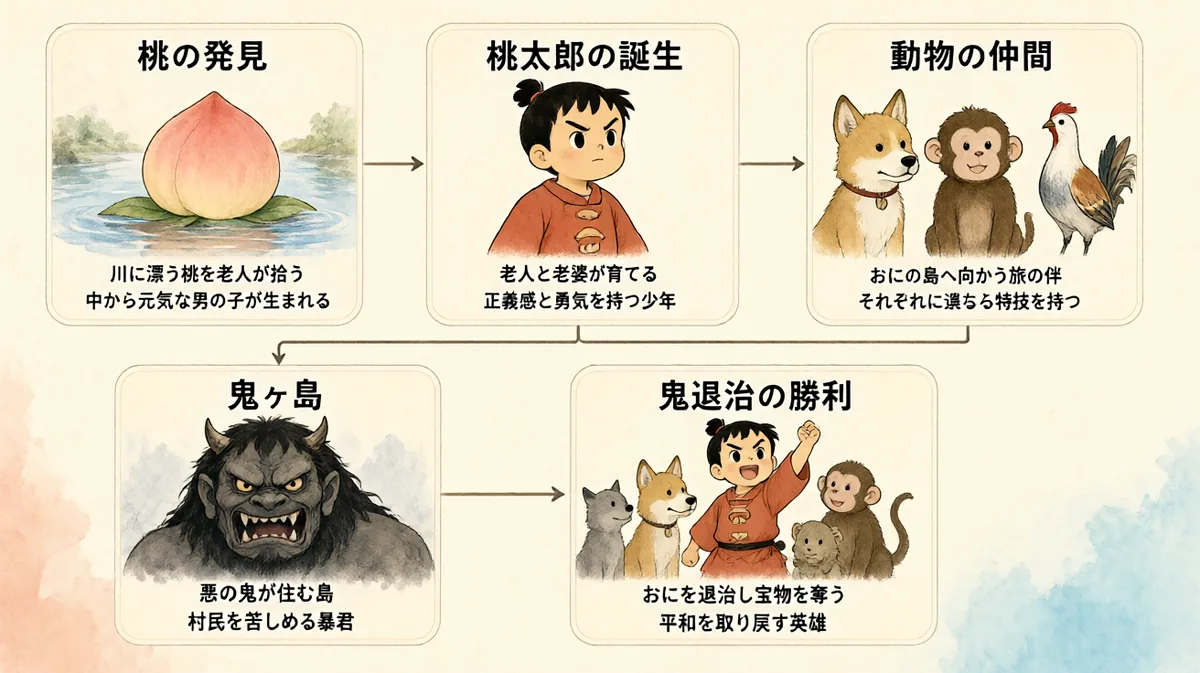 桃の発見
川に漂う桃を老人が拾う
中から元気な男の子が生まれる
桃太郎の誕生
老人と老婆が育てる
正義感と勇気を持つ少年
動物の仲間
おにの島へ向かう旅の伴
それぞれに る特技を持つ
鬼ヶ島
悪の鬼が住む島
村民を苦しめる暴君
鬼退治の勝利
おにを退治し宝物を奪う
平和を取り戻す英雄